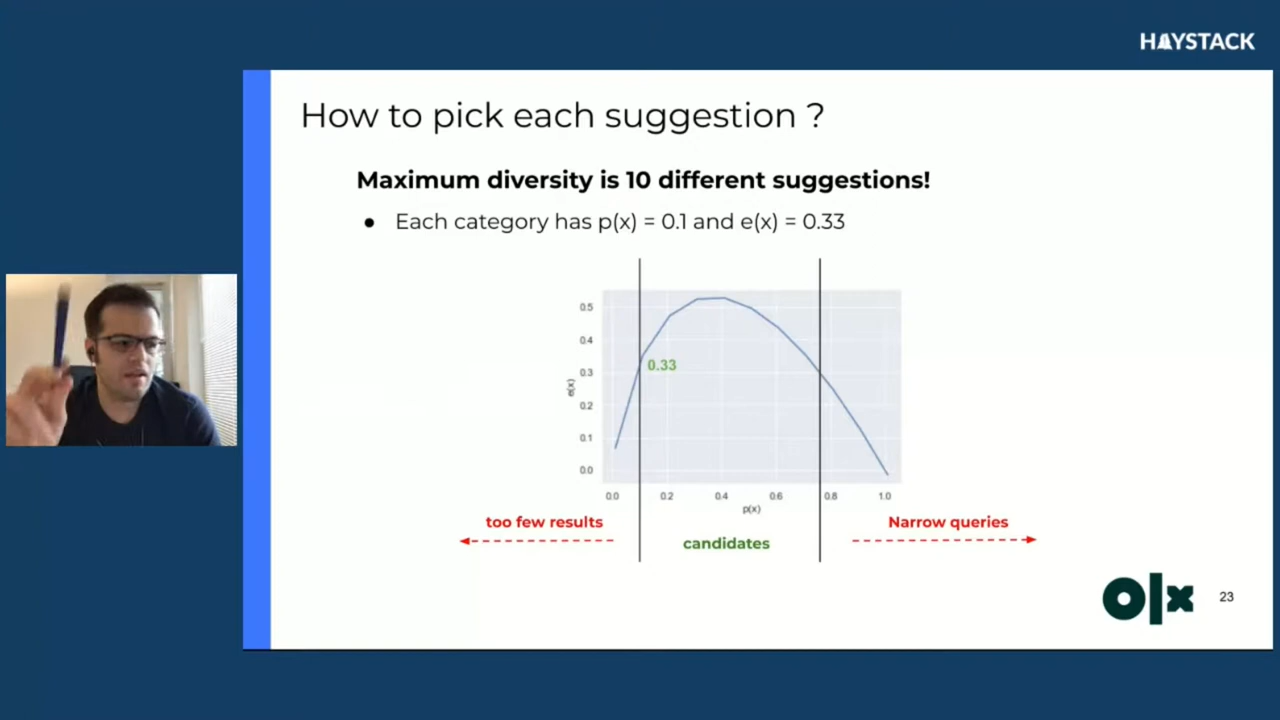 HAYSTACK
How to pick each suggestion ?
Maximum diversity is 10 different suggestions!
● Each category has p(x) = 0.1 and e(x) = 0.33
0.5
0.4
0.3
0.2
0.1
0.0
e(x)
0.33
0.0 0.2 0.4 0.6 0.8 1.0
p(x)
too few results
candidates
Narrow queries
olx
23